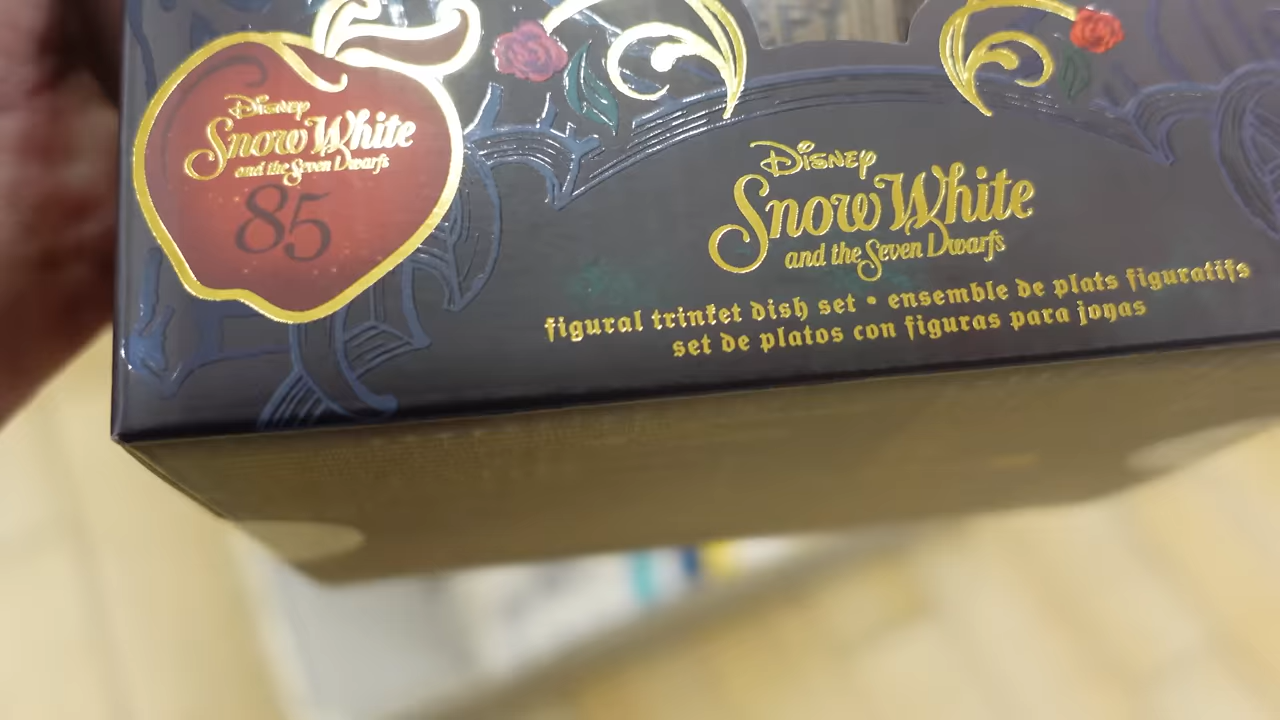 Disney
Snow White
and the Seven Dwarfs
85
Disney
Snow White
and the Seven Dwarfs
figural trinket dish set • ensemble de plats figuratifs
set de platos con figuras para joyas